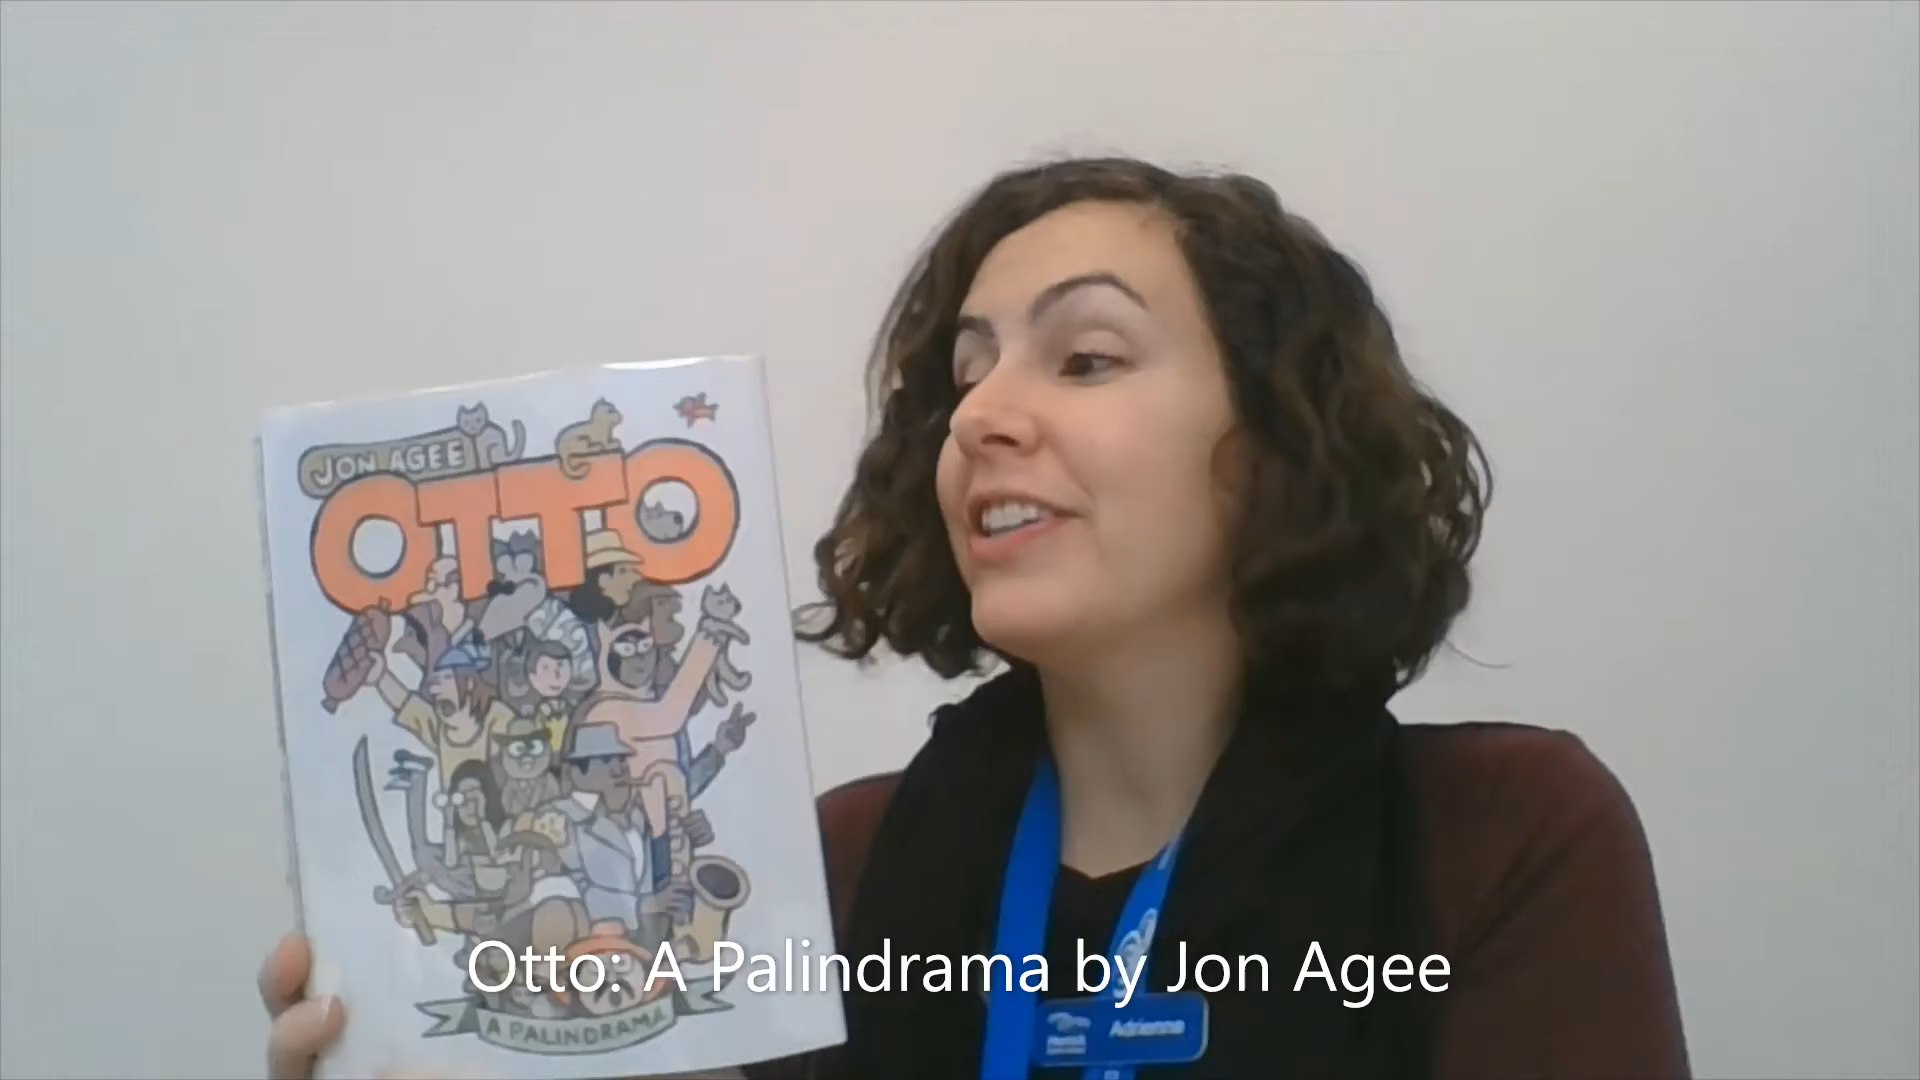 JON AGEE
OTTO
A PALINDRAMA
Otto: A Palindrama by Jon Agee
Adrienne